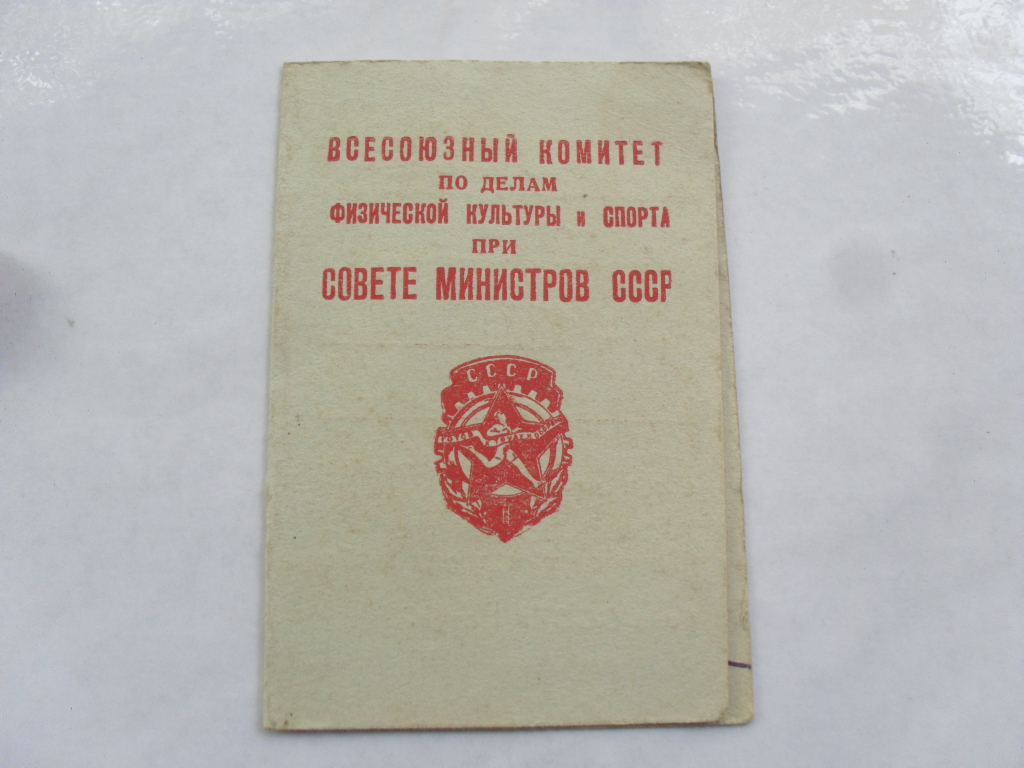 ВСЕСОЮЗНЫЙ КОМИТЕТ
ПО ДЕЛАМ
ФИЗИЧЕСКОЙ КУЛЬТУРЫ и СПОРТА
ПРИ
СОВЕТЕ МИНИСТРОВ СССР
СССР